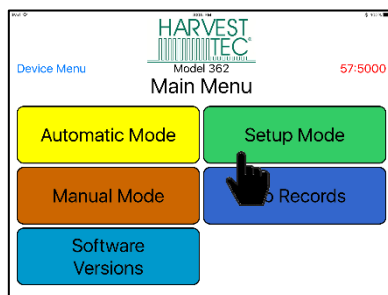 HARVEST
TEC
Device Menu
Model 362
57:5000
Main Menu
Automatic Mode
Setup Mode
Manual Mode
Records
Software
Versions